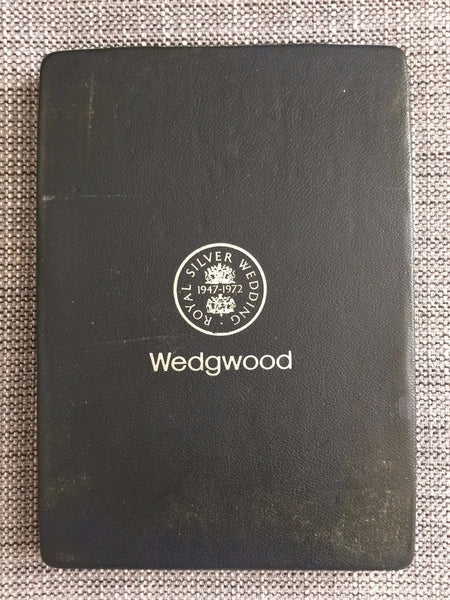 · ROYAL SILVER WEDDING ·
1947-1972
Wedgwood